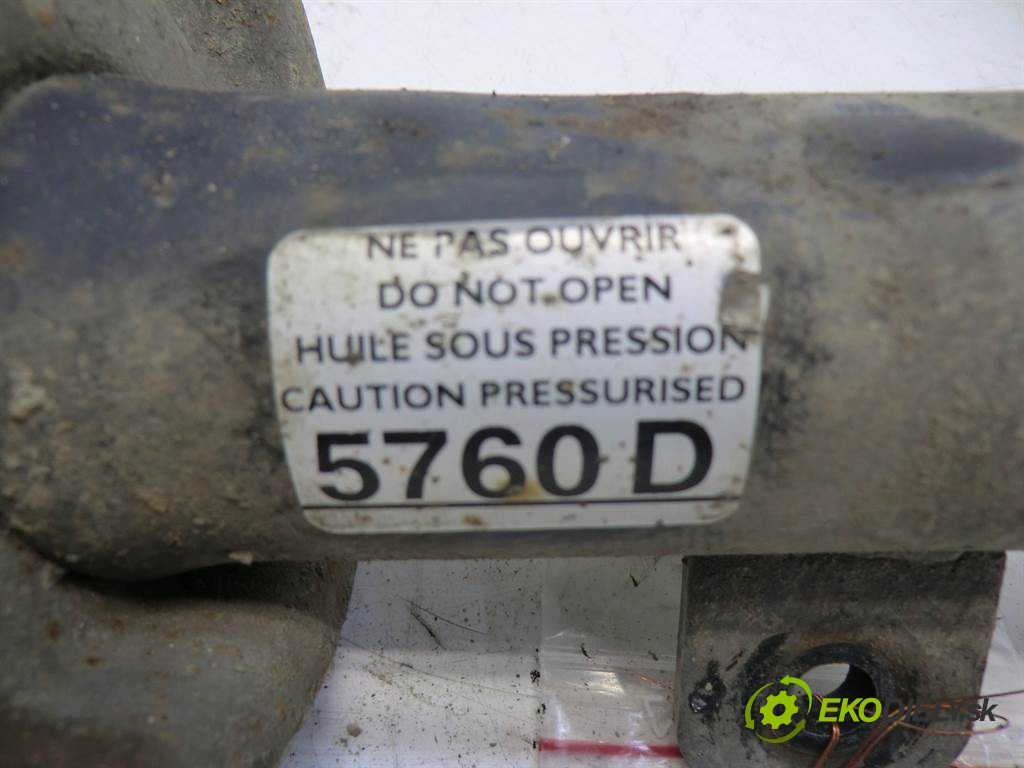 NE PAS OUVRIR
DO NOT OPEN
HUILE SOUS PRESSION
CAUTION PRESSURISED
5760 D
EKODIELY.sk